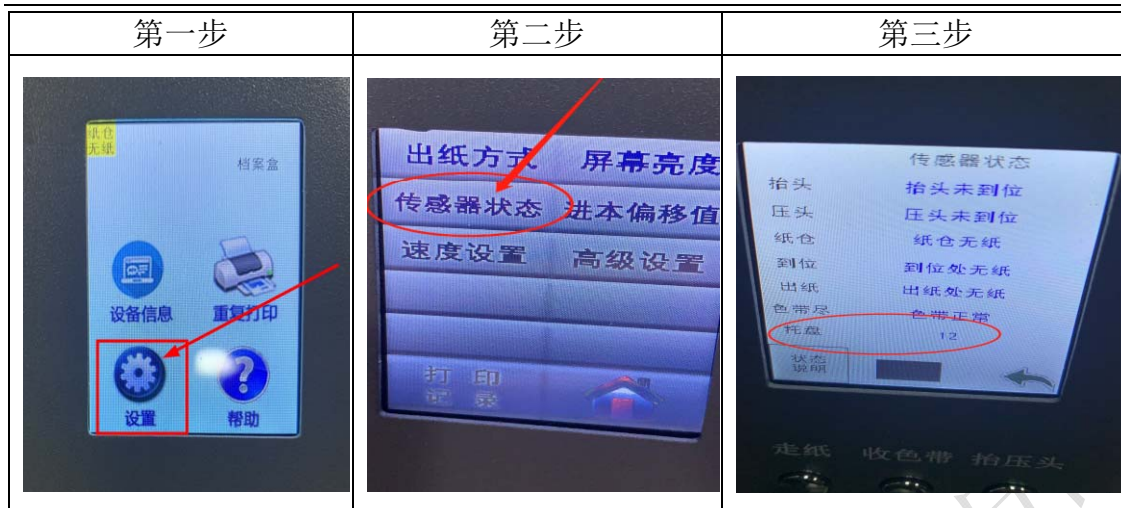 第一步
第二步
第三步
纸仓
无纸
档案盒
设备信息
重复打印
设置
帮助
出纸方式
屏幕亮度
传感器状态
进本偏移值
速度设置
高级设置
打 印
记 录
传感器状态
抬头 抬头未到位
压头 压头未到位
纸仓 纸仓无纸
到位 到位处无纸
出纸 出纸处无纸
色带尽 色带正常
托盘 12
状态
说明
走纸 收色带 抬压头